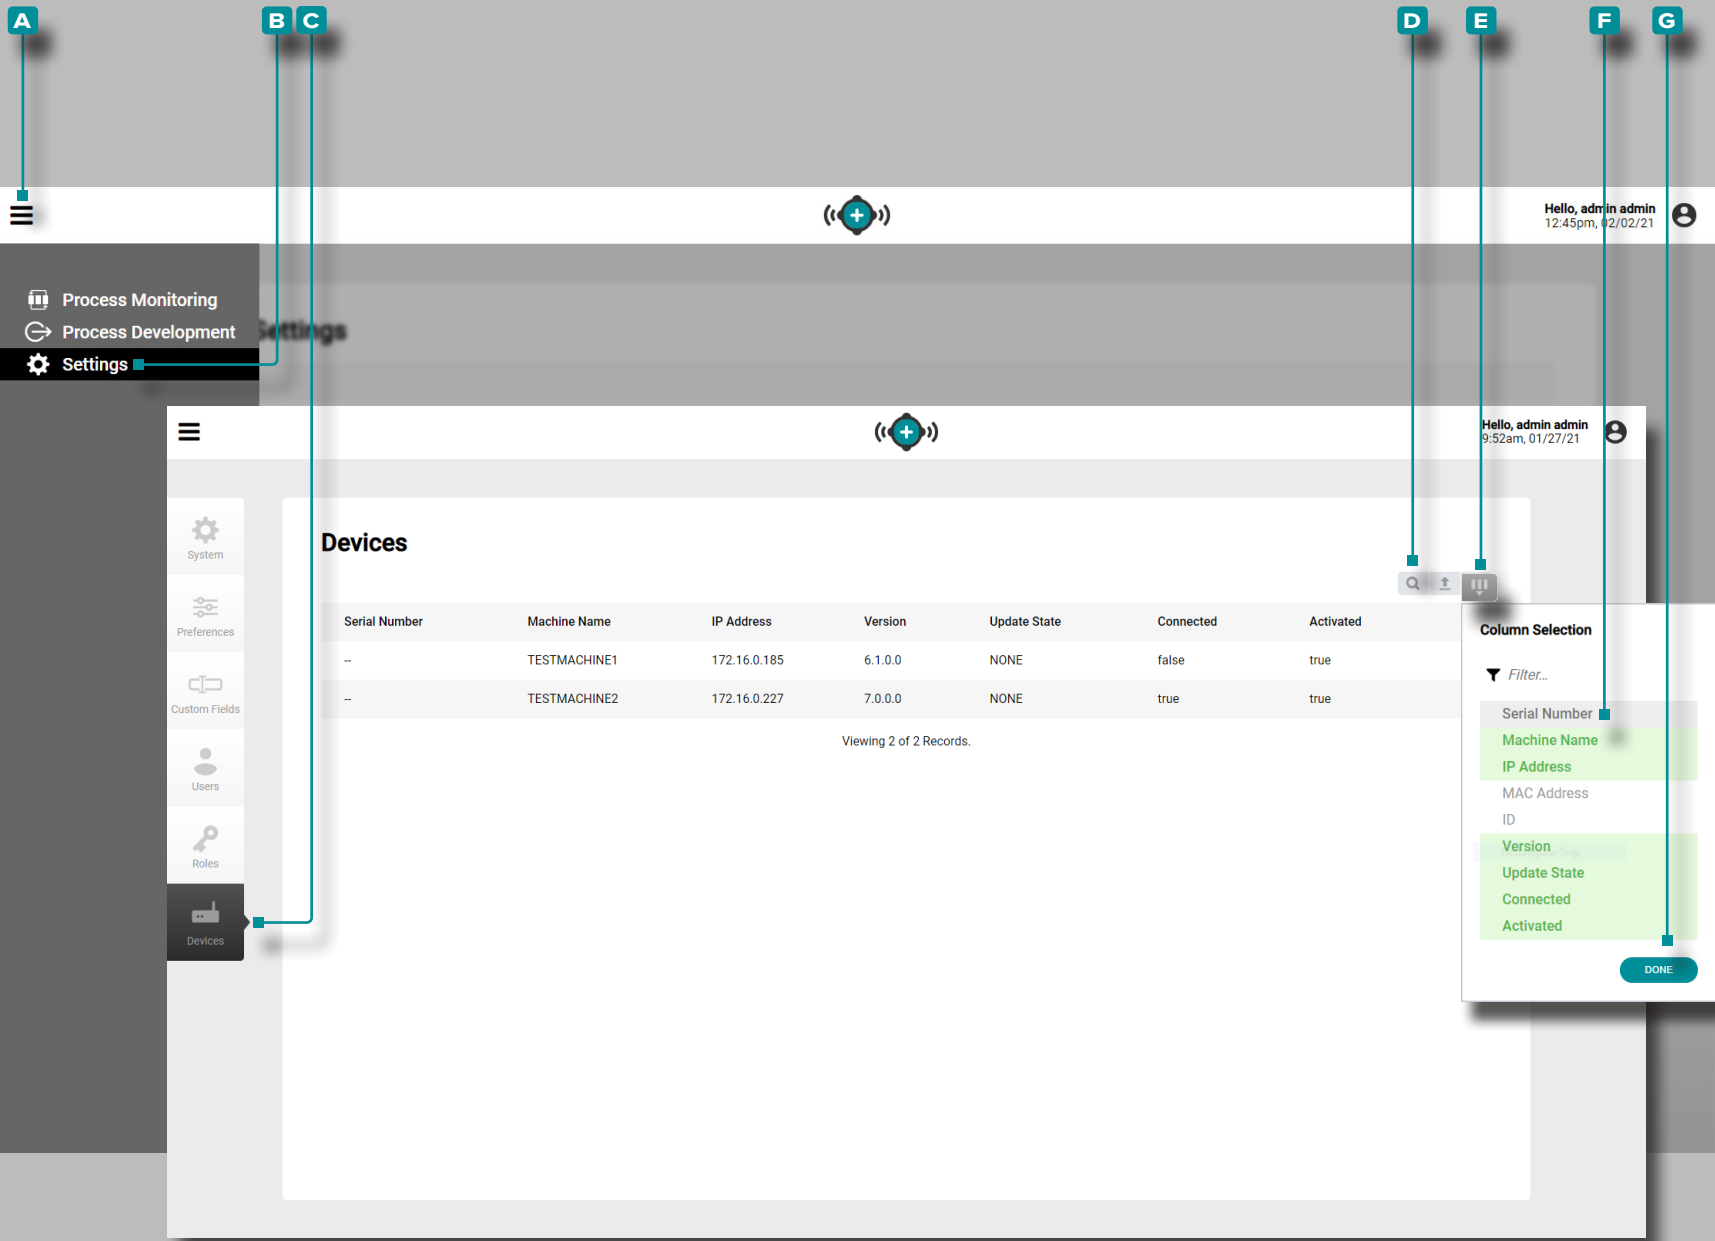 A B C D E F G
Hello, admin admin
12:45pm, 02/02/21
Process Monitoring
Process Development
Settings
Settings
Hello, admin admin
9:52am, 01/27/21
System
Preferences
Custom Fields
Users
Roles
Devices
Devices
Serial Number Machine Name IP Address Version Update State Connected Activated
-- TESTMACHINE1 172.16.0.185 6.1.0.0 NONE false true
-- TESTMACHINE2 172.16.0.227 7.0.0.0 NONE true true
Viewing 2 of 2 Records.
Column Selection
Filter...
Serial Number
Machine Name
IP Address
MAC Address
ID
Version
Update State
Connected
Activated
DONE